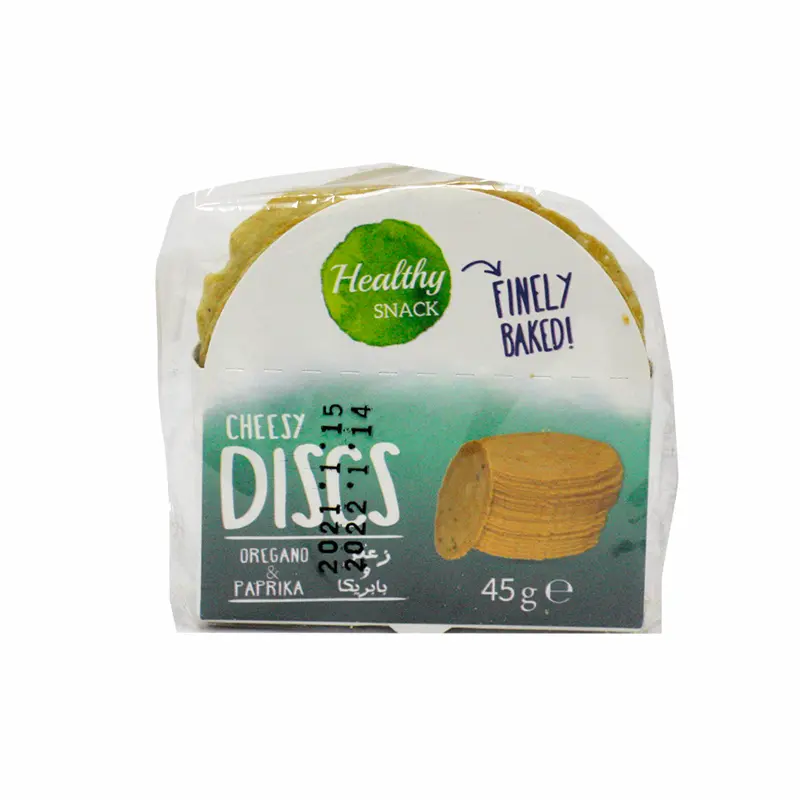 Healthy
SNACK
FINELY
BAKED!
CHEESY
DISCS
OREGANO
&
PAPRIKA
زعتر
و
بابريكا
2021.1.15
2022.1.14
45g ℮